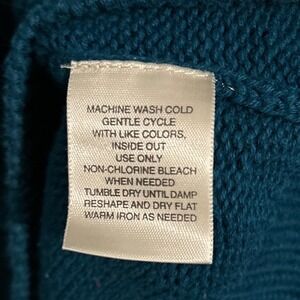 MACHINE WASH COLD
GENTLE CYCLE
WITH LIKE COLORS,
INSIDE OUT
USE ONLY
NON-CHLORINE BLEACH
WHEN NEEDED
TUMBLE DRY UNTIL DAMP
RESHAPE AND DRY FLAT
WARM IRON AS NEEDED